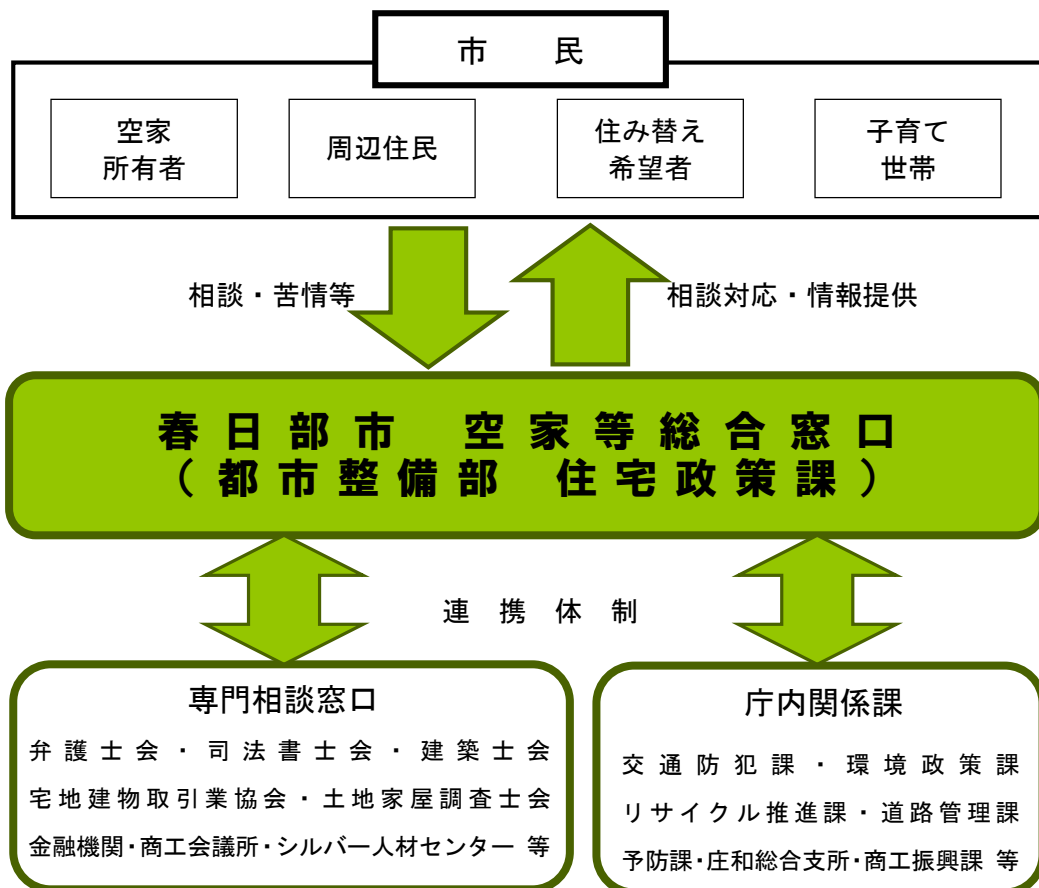 市　民
空家
所有者
周辺住民
住み替え
希望者
子育て
世帯
相談・苦情等
相談対応・情報提供
春日部市　空家等総合窓口
（都市整備部　住宅政策課）
連携体制
専門相談窓口
弁護士会・司法書士会・建築士会
宅地建物取引業協会・土地家屋調査士会
金融機関・商工会議所・シルバー人材センター 等
庁内関係課
交通防犯課・環境政策課
リサイクル推進課・道路管理課
予防課・庄和総合支所・商工振興課 等